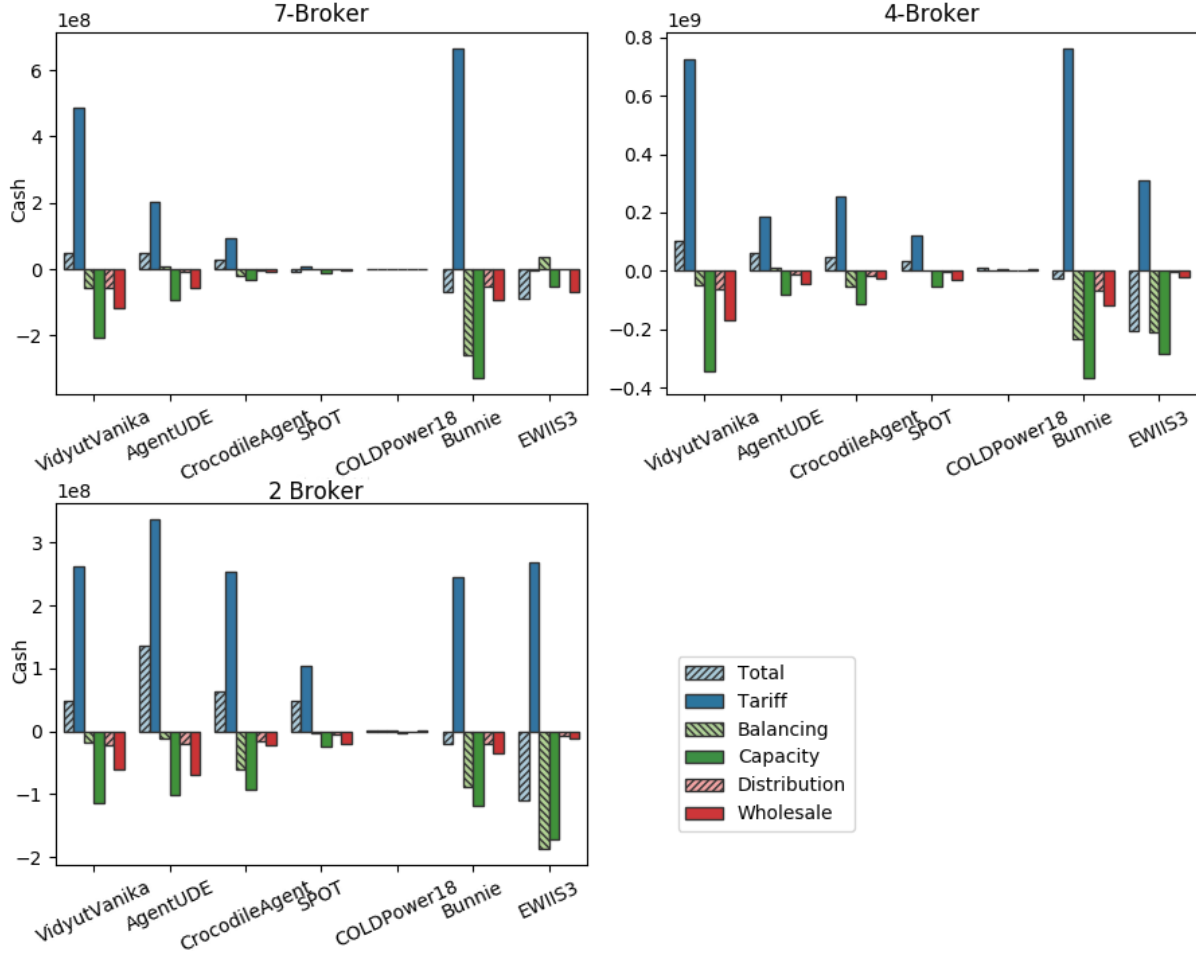 7-Broker
1e8
6
4
2
0
−2
Cash
VidyutVanika
AgentUDE
CrocodileAgent
SPOT
COLDPower18
Bunnie
EWIIS3
4-Broker
1e9
0.8
0.6
0.4
0.2
0.0
−0.2
−0.4
VidyutVanika
AgentUDE
CrocodileAgent
SPOT
COLDPower18
Bunnie
EWIIS3
2 Broker
1e8
3
2
1
0
−1
−2
Cash
VidyutVanika
AgentUDE
CrocodileAgent
SPOT
COLDPower18
Bunnie
EWIIS3
Total
Tariff
Balancing
Capacity
Distribution
Wholesale